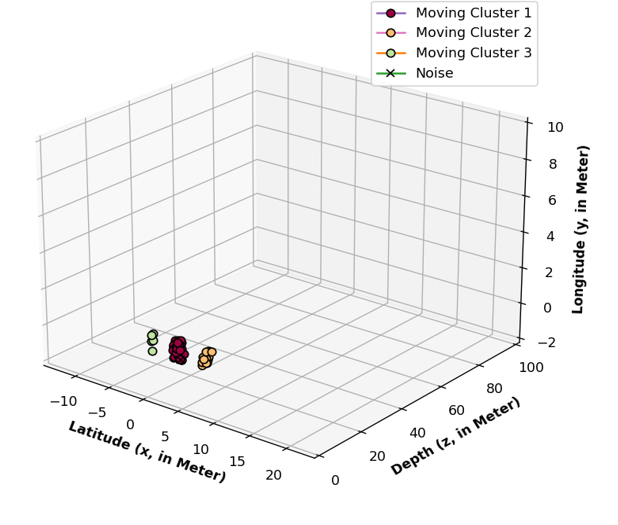 Moving Cluster 1
Moving Cluster 2
Moving Cluster 3
Noise
10
8
6
4
2
0
−2
Longitude (y, in Meter)
100
80
60
40
20
0
Depth (z, in Meter)
−10
−5
0
5
10
15
20
Latitude (x, in Meter)